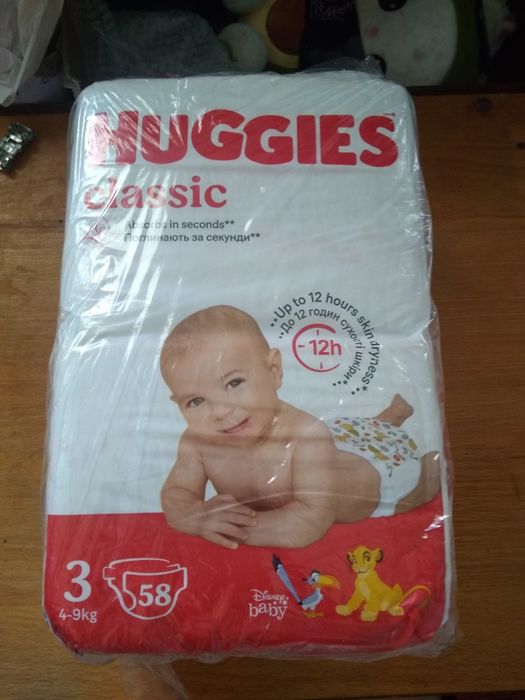 HUGGIES
classic
Absorbs in seconds**
Поглинають за секунди**
**Up to 12 hours skin dryness**
**До 12 годин сухості шкіри**
12h
3
4-9kg
58
Disney
baby